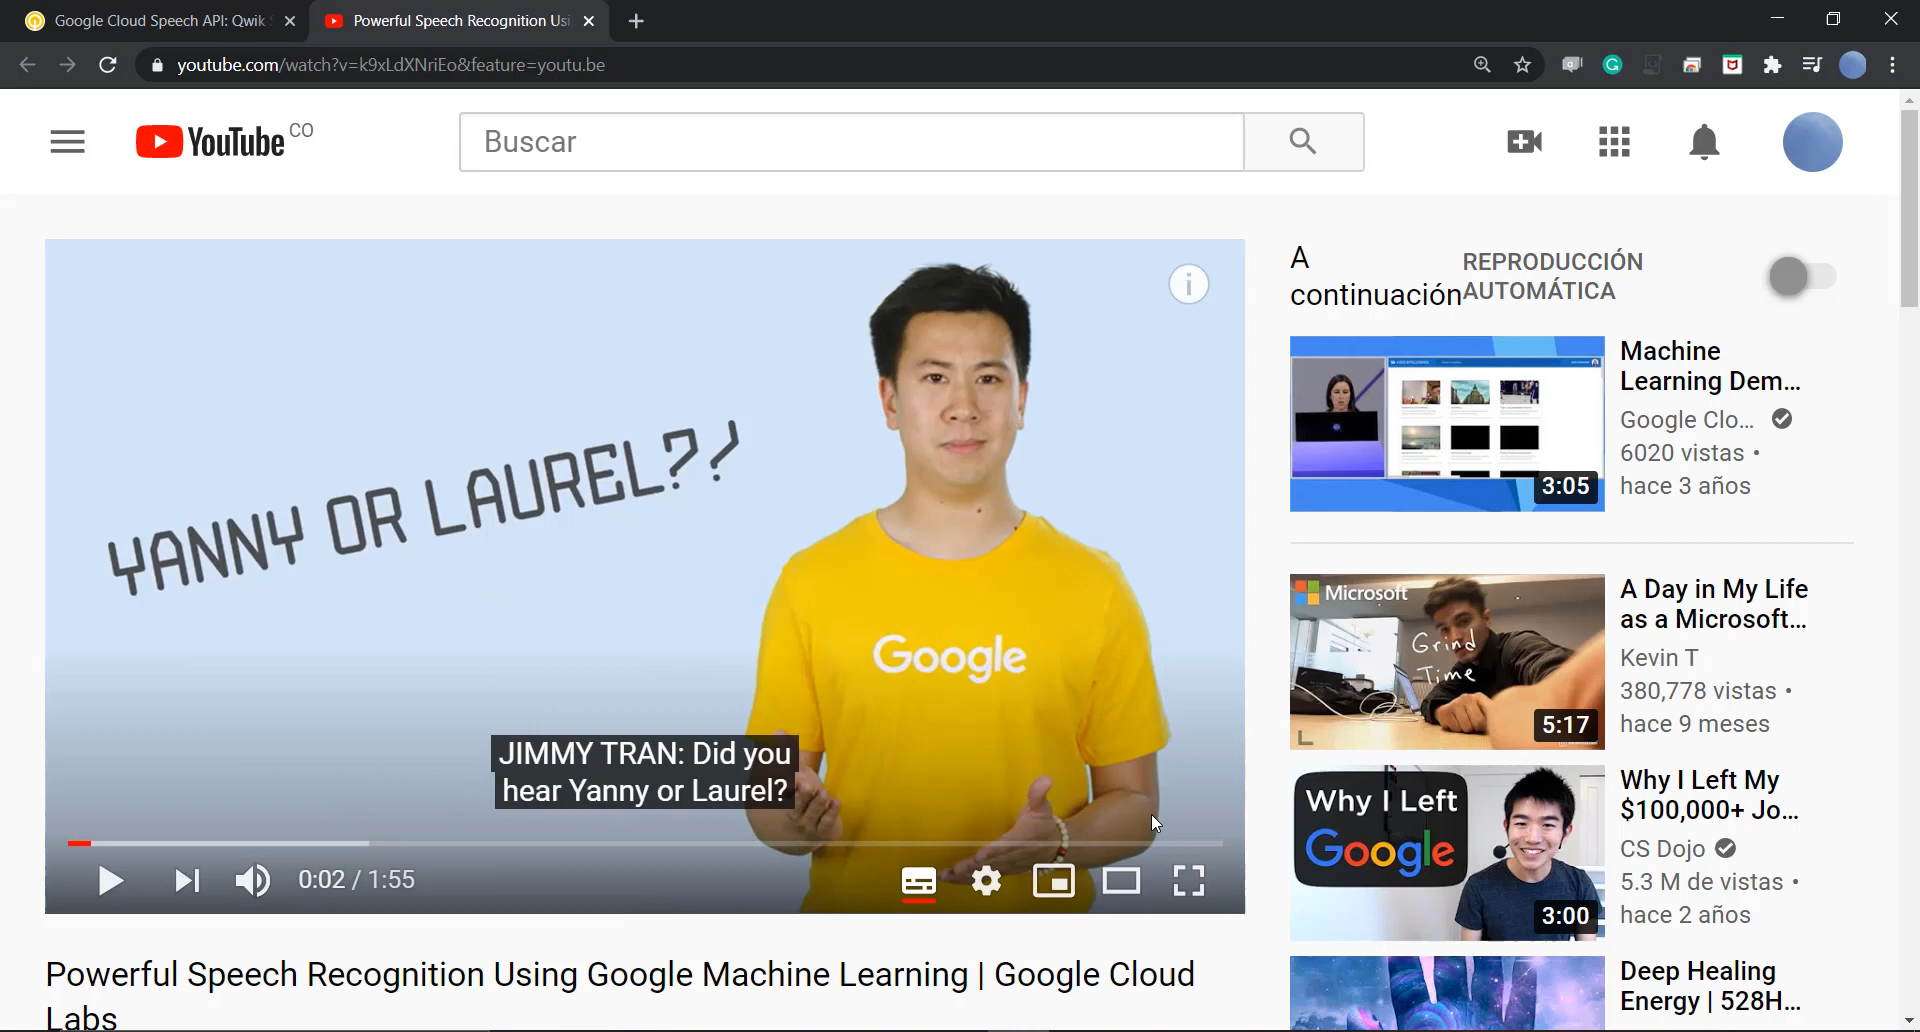 Google Cloud Speech API: Qwik
Powerful Speech Recognition Usi
youtube.com/watch?v=k9xLdXNriEo&feature=youtu.be
YouTube CO
Buscar
YANNY OR LAUREL??/
Google
JIMMY TRAN: Did you
hear Yanny or Laurel?
0:02 / 1:55
Powerful Speech Recognition Using Google Machine Learning | Google Cloud
Labs
A
continuación
REPRODUCCIÓN
AUTOMÁTICA
3:05
Machine
Learning Dem...
Google Clo...
6020 vistas •
hace 3 años
Microsoft
Grind
Time
5:17
A Day in My Life
as a Microsoft...
Kevin T
380,778 vistas •
hace 9 meses
Why I Left
Google
3:00
Why I Left My
$100,000+ Jo...
CS Dojo
5.3 M de vistas •
hace 2 años
Deep Healing
Energy | 528H...